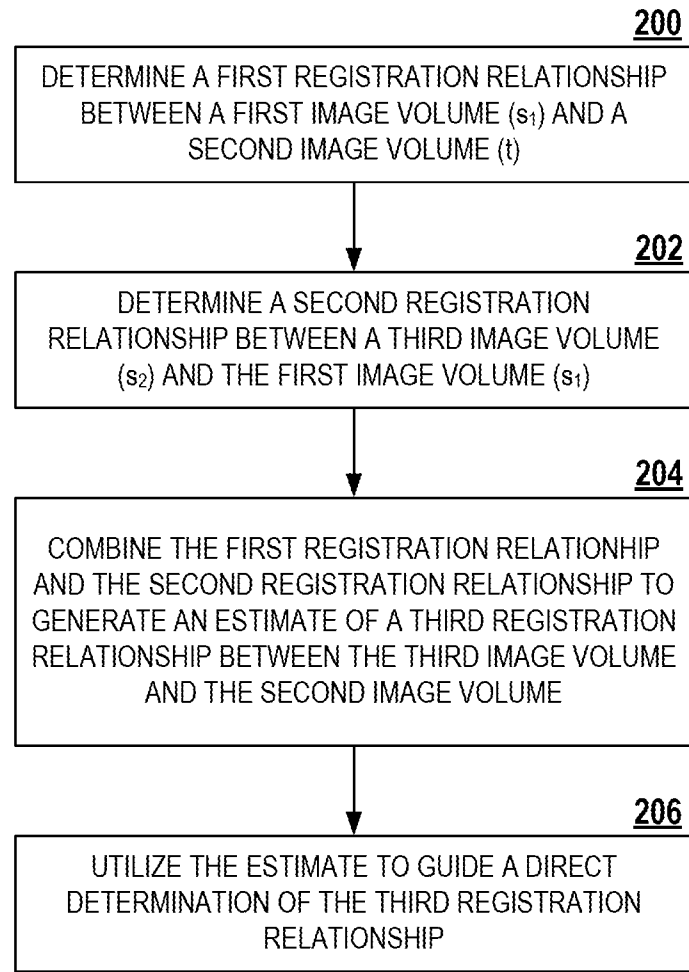 200
DETERMINE A FIRST REGISTRATION RELATIONSHIP
BETWEEN A FIRST IMAGE VOLUME (s₁) AND A
SECOND IMAGE VOLUME (t)
202
DETERMINE A SECOND REGISTRATION
RELATIONSHIP BETWEEN A THIRD IMAGE VOLUME
(s₂) AND THE FIRST IMAGE VOLUME (s₁)
204
COMBINE THE FIRST REGISTRATION RELATIONHIP
AND THE SECOND REGISTRATION RELATIONSHIP TO
GENERATE AN ESTIMATE OF A THIRD REGISTRATION
RELATIONSHIP BETWEEN THE THIRD IMAGE VOLUME
AND THE SECOND IMAGE VOLUME
206
UTILIZE THE ESTIMATE TO GUIDE A DIRECT
DETERMINATION OF THE THIRD REGISTRATION
RELATIONSHIP